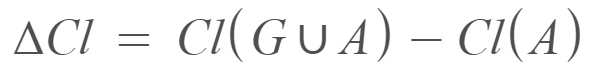 ΔCl = Cl(G ∪ A) − Cl(A)